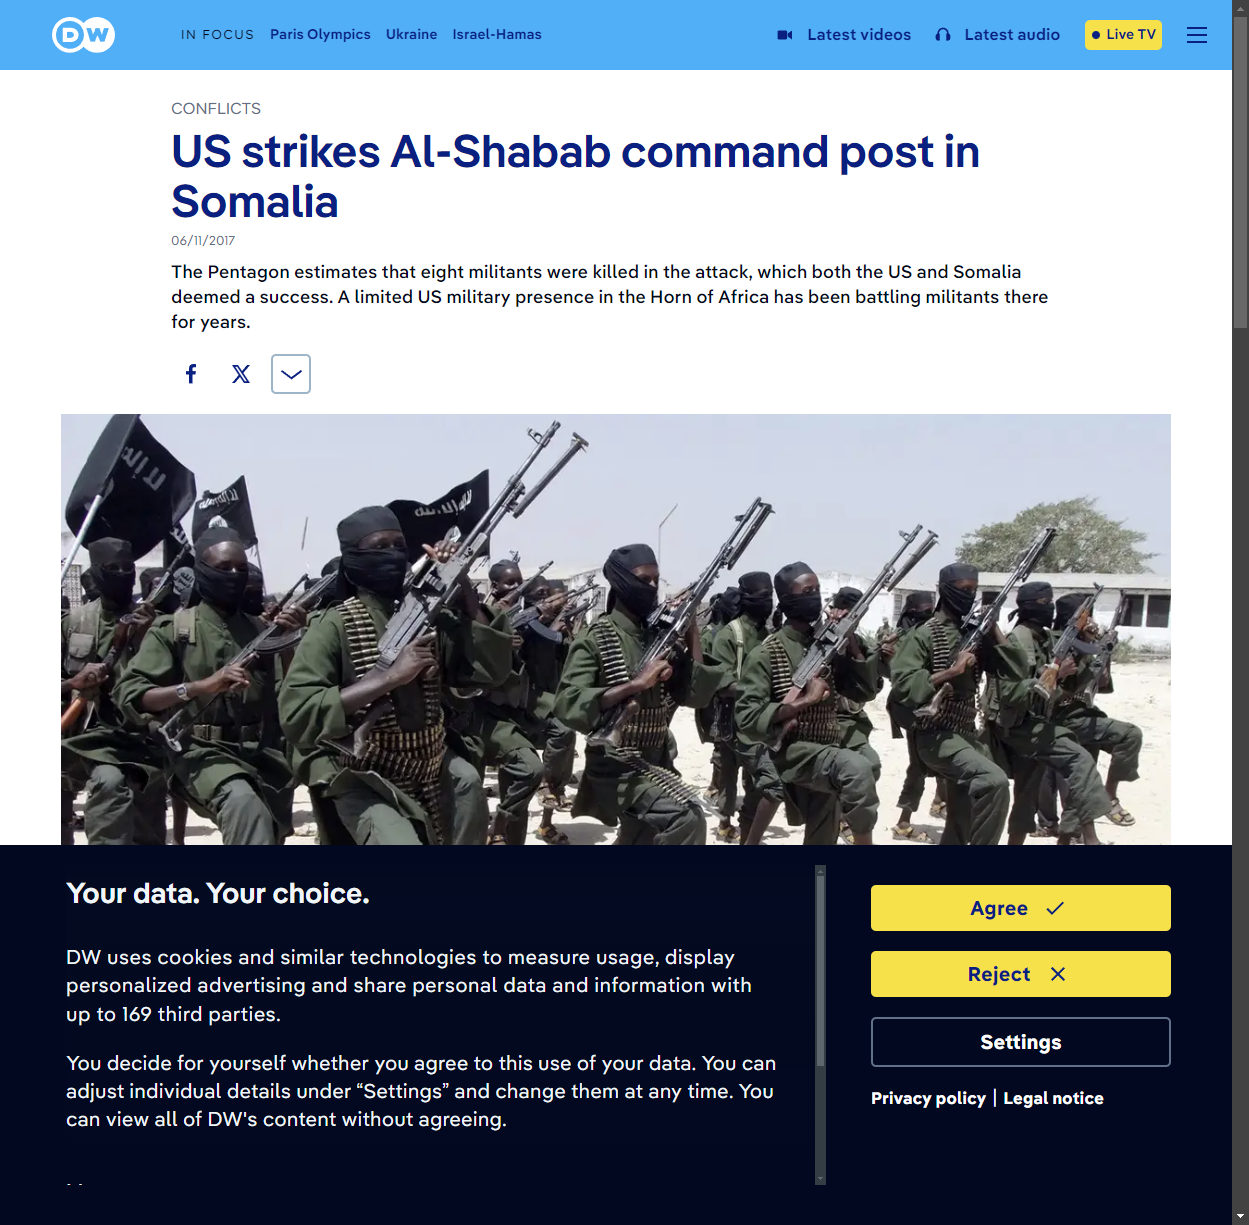 DW
IN FOCUS Paris Olympics Ukraine Israel-Hamas Latest videos Latest audio Live TV
CONFLICTS
US strikes Al-Shabab command post in
Somalia
06/11/2017
The Pentagon estimates that eight militants were killed in the attack, which both the US and Somalia
deemed a success. A limited US military presence in the Horn of Africa has been battling militants there
for years.
Your data. Your choice.
DW uses cookies and similar technologies to measure usage, display
personalized advertising and share personal data and information with
up to 169 third parties.
You decide for yourself whether you agree to this use of your data. You can
adjust individual details under “Settings” and change them at any time. You
can view all of DW's content without agreeing.
Agree
Reject
Settings
Privacy policy | Legal notice